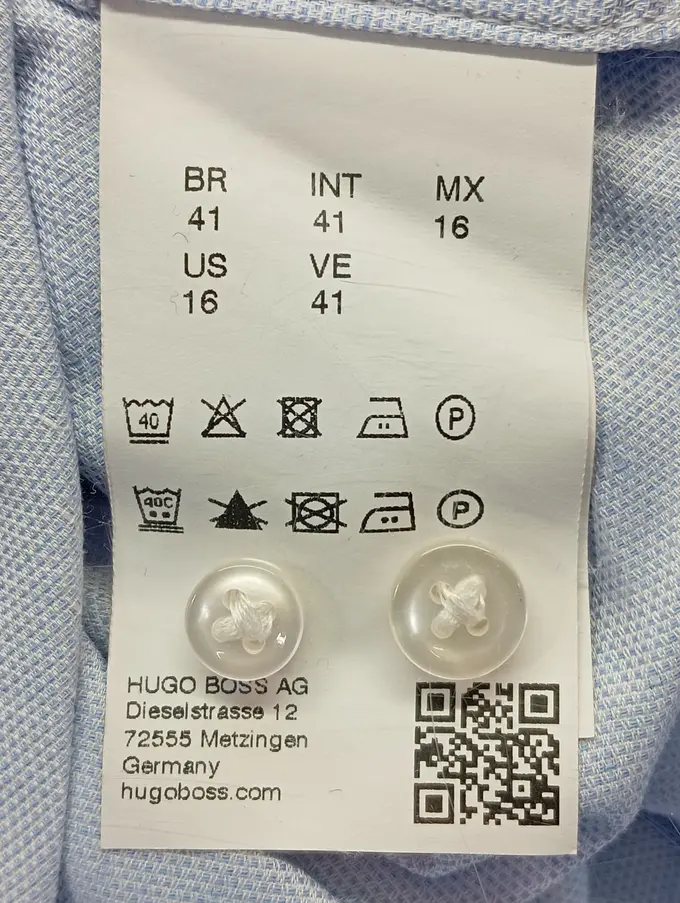 BR INT MX
41 41 16
US VE
16 41
40 P
40C P
HUGO BOSS AG
Dieselstrasse 12
72555 Metzingen
Germany
hugoboss.com